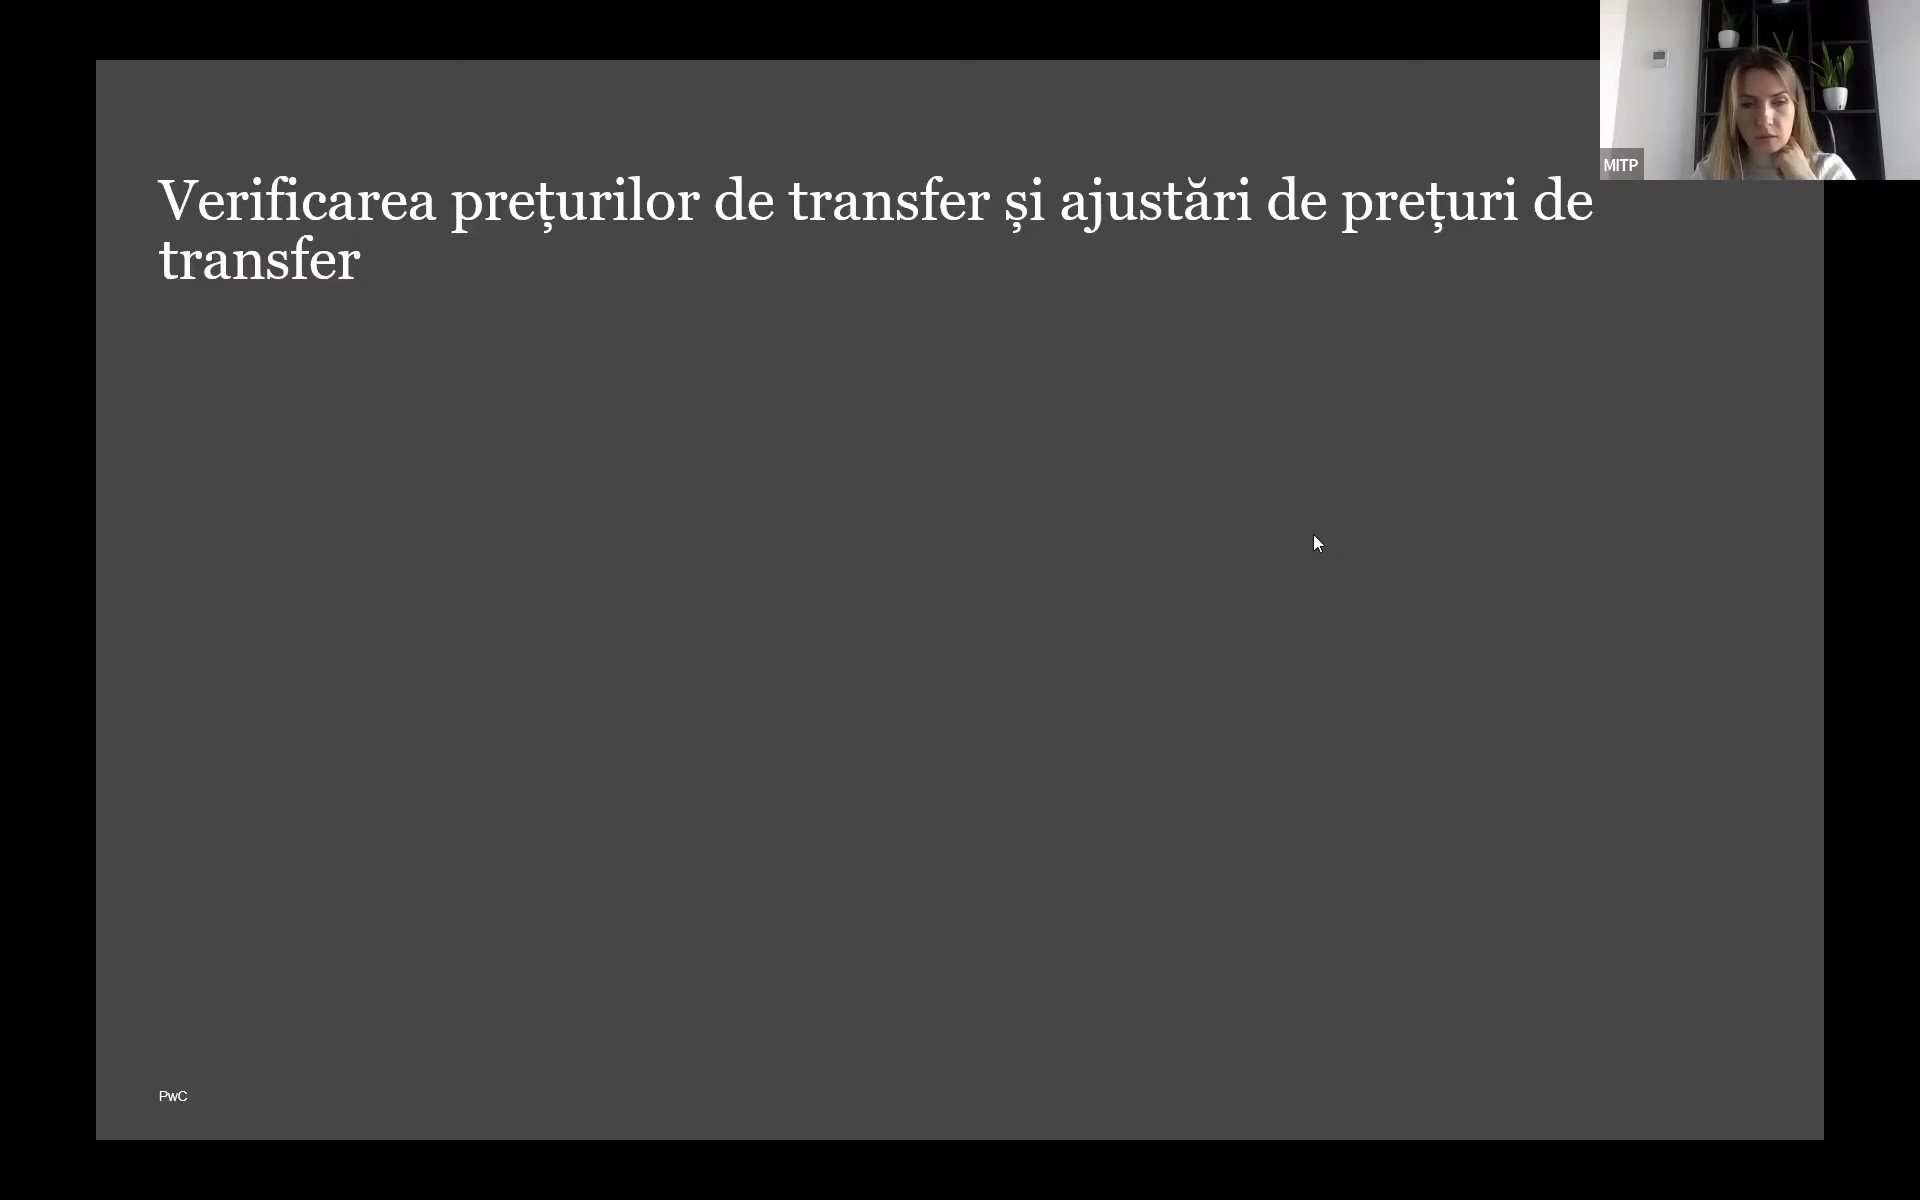 MITP
Verificarea prețurilor de transfer și ajustări de prețuri de
transfer
PwC